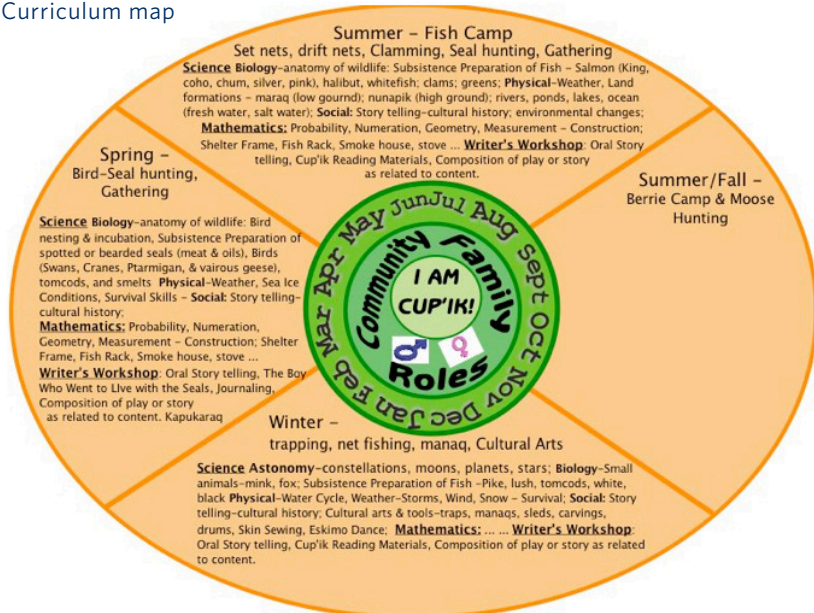 Curriculum map
Summer – Fish Camp
Set nets, drift nets, Clamming, Seal hunting, Gathering
Science Biology–anatomy of wildlife: Subsistence Preparation of Fish – Salmon (King,
coho, chum, silver, pink), halibut, whitefish; clams; greens; Physical–Weather, Land
formations – maraq (low gournd); nunapik (high ground); rivers, ponds, lakes, ocean
(fresh water, salt water); Social: Story telling–cultural history; environmental changes;
Mathematics: Probability, Numeration, Geometry, Measurement – Construction;
Shelter Frame, Fish Rack, Smoke house, stove ... Writer's Workshop: Oral Story
telling, Cup'ik Reading Materials, Composition of play or story
as related to content.
Spring –
Bird–Seal hunting,
Gathering
Science Biology–anatomy of wildlife: Bird
nesting & incubation, Subsistence Preparation of
spotted or bearded seals (meat & oils), Birds
(Swans, Cranes, Ptarmigan, & vairous geese),
tomcods, and smelts Physical–Weather, Sea Ice
Conditions, Survival Skills – Social: Story telling–
cultural history;
Mathematics: Probability, Numeration,
Geometry, Measurement – Construction; Shelter
Frame, Fish Rack, Smoke house, stove ...
Writer's Workshop: Oral Story telling, The Boy
Who Went to LIve with the Seals, Journaling,
Composition of play or story
as related to content. Kapukaraq
Summer/Fall –
Berrie Camp & Moose
Hunting
Jan Feb Mar Apr May Jun Jul Aug Sept Oct Nov Dec
Community Family
Roles
I AM
CUP'IK!
Winter –
trapping, net fishing, manaq, Cultural Arts
Science Astonomy–constellations, moons, planets, stars; Biology–Small
animals–mink, fox; Subsistence Preparation of Fish –Pike, lush, tomcods, white,
black Physical–Water Cycle, Weather–Storms, Wind, Snow – Survival; Social: Story
telling–cultural history; Cultural arts & tools–traps, manaqs, sleds, carvings,
drums, Skin Sewing, Eskimo Dance; Mathematics: ... ... Writer's Workshop:
Oral Story telling, Cup'ik Reading Materials, Composition of play or story as related
to content.